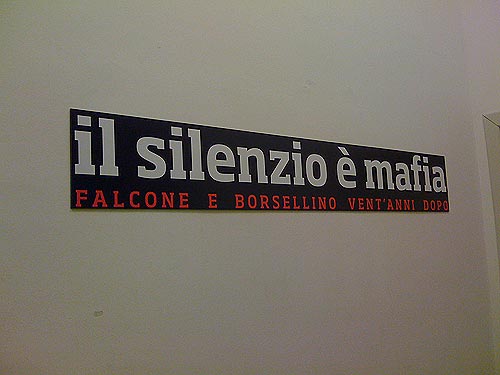 il silenzio è mafia
FALCONE E BORSELLINO VENT'ANNI DOPO